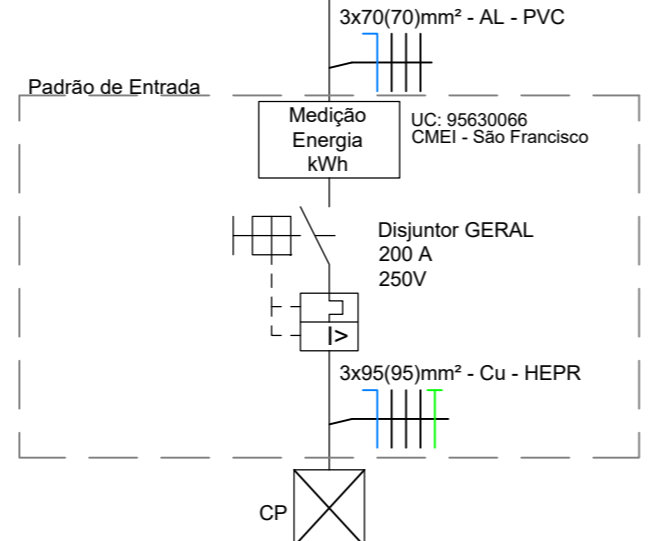 3x70(70)mm² - AL - PVC
Padrão de Entrada
Medição
Energia
kWh
UC: 95630066
CMEI - São Francisco
Disjuntor GERAL
200 A
250V
I>
3x95(95)mm² - Cu - HEPR
CP